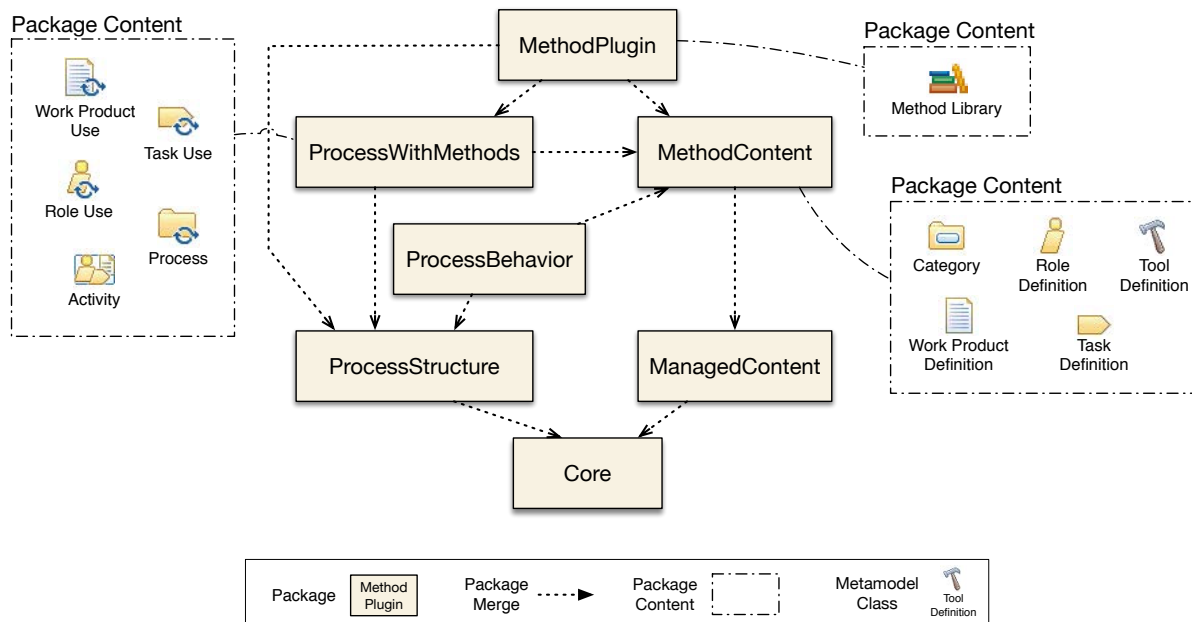 Package Content
Work Product
Use
Task Use
Role Use
Process
Activity
MethodPlugin
ProcessWithMethods
MethodContent
ProcessBehavior
ProcessStructure
ManagedContent
Core
Package Content
Method Library
Package Content
Category
Role
Definition
Tool
Definition
Work Product
Definition
Task
Definition
Package
Method
Plugin
Package
Merge
Package
Content
Metamodel
Class
Tool
Definition